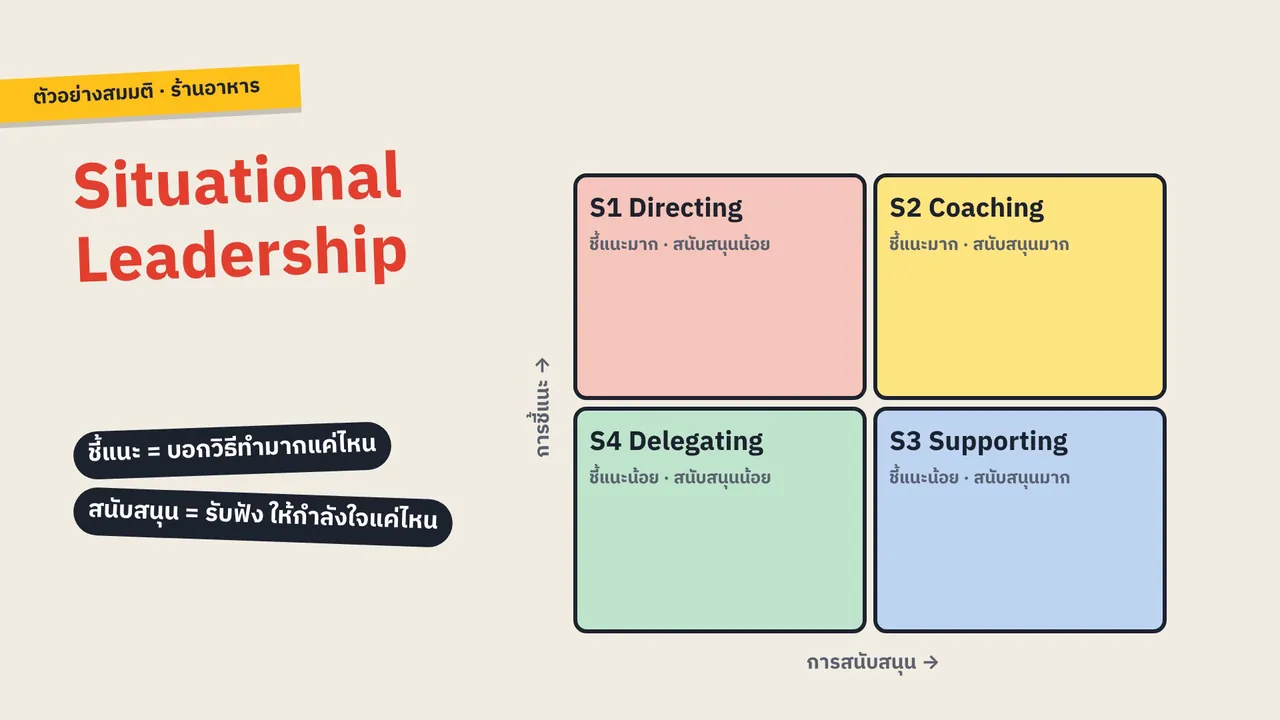 ตัวอย่างสมมติ · ร้านอาหาร
Situational
Leadership
ชี้แนะ = บอกวิธีทำมากแค่ไหน
สนับสนุน = รับฟัง ให้กำลังใจแค่ไหน
การชี้แนะ →
S1 Directing
ชี้แนะมาก · สนับสนุนน้อย
S2 Coaching
ชี้แนะมาก · สนับสนุนมาก
S4 Delegating
ชี้แนะน้อย · สนับสนุนน้อย
S3 Supporting
ชี้แนะน้อย · สนับสนุนมาก
การสนับสนุน →